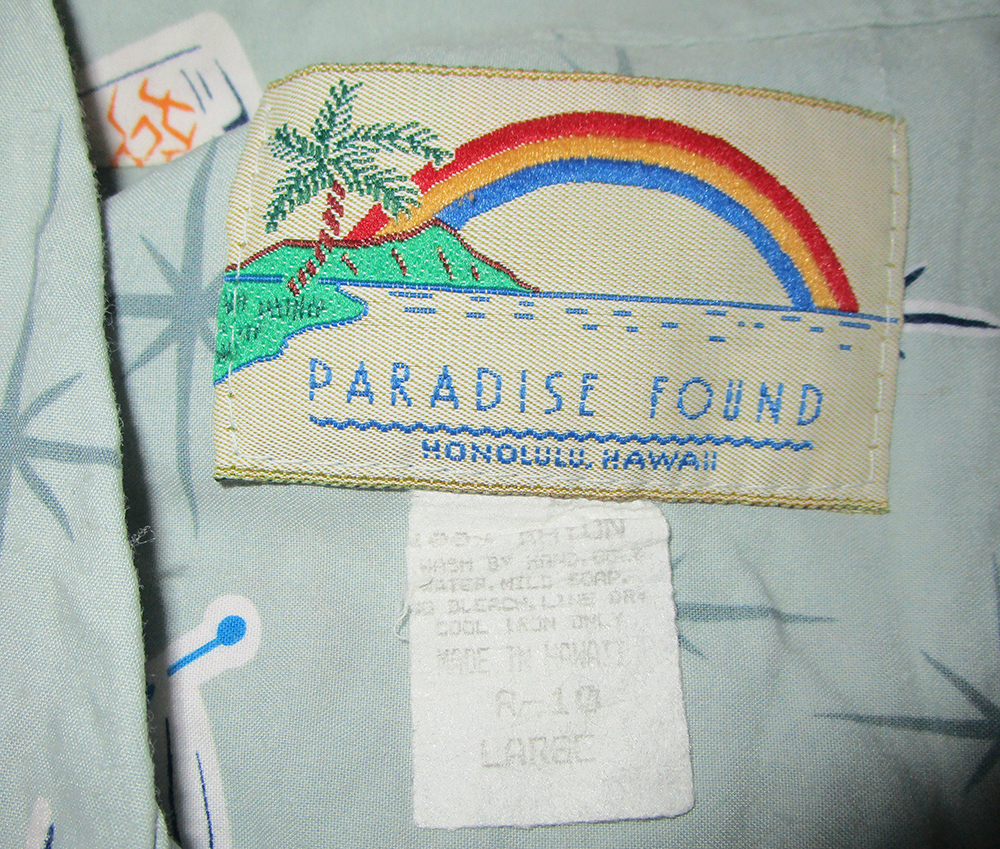 PARADISE FOUND
HONOLULU, HAWAII
WASH BY HAND. COLD
WATER. MILD SOAP.
NO BLEACH. LINE DRY
COOL IRON ONLY
MADE IN HAWAII
LARGE